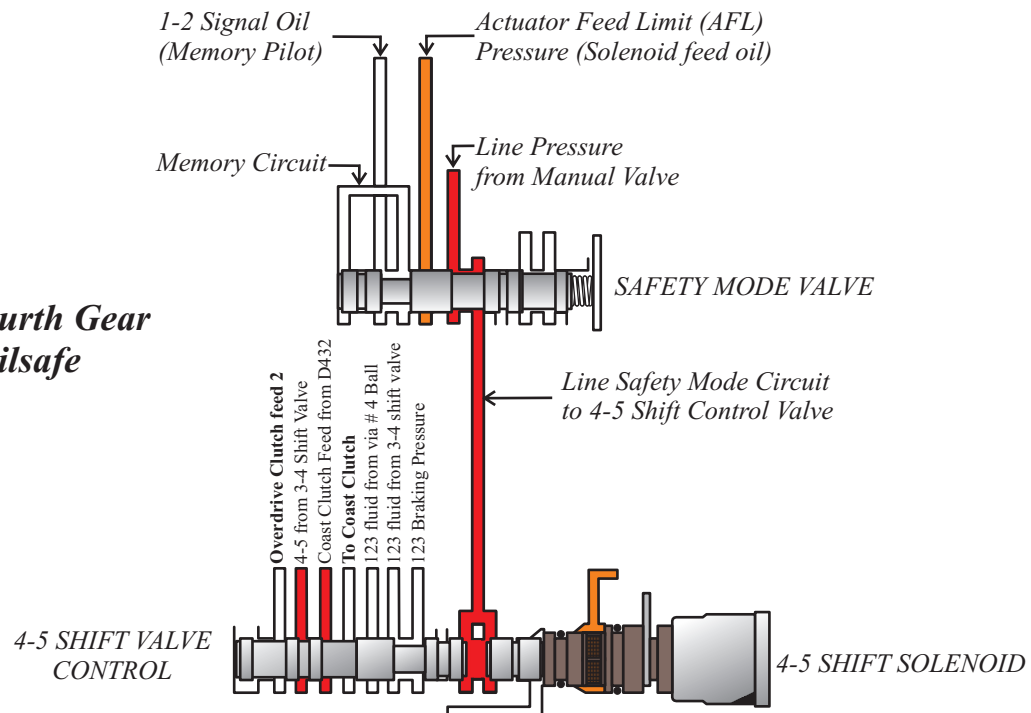 1-2 Signal Oil
(Memory Pilot)
Actuator Feed Limit (AFL)
Pressure (Solenoid feed oil)
Memory Circuit
Line Pressure
from Manual Valve
SAFETY MODE VALVE
urth Gear
ilsafe
Line Safety Mode Circuit
to 4-5 Shift Control Valve
Overdrive Clutch feed 2
4-5 from 3-4 Shift Valve
Coast Clutch Feed from D432
To Coast Clutch
123 fluid from via # 4 Ball
123 fluid from 3-4 shift valve
123 Braking Pressure
4-5 SHIFT VALVE
CONTROL
4-5 SHIFT SOLENOID